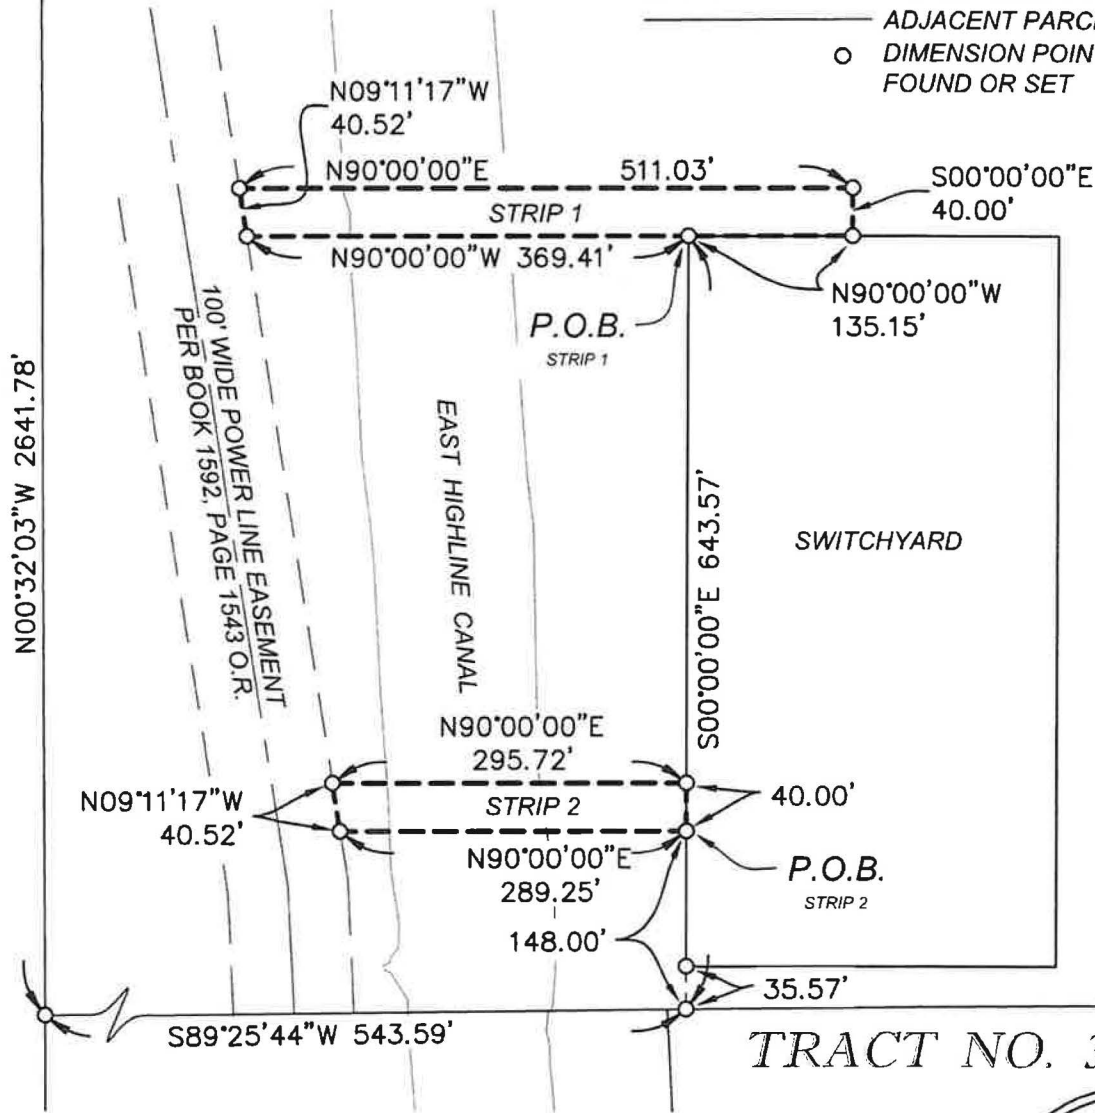 ADJACENT PARC
DIMENSION POIN
FOUND OR SET
N09°11'17"W
40.52'
N90°00'00"E 511.03'
S00°00'00"E
40.00'
STRIP 1
N90°00'00"W 369.41'
N90°00'00"W
135.15'
P.O.B.
STRIP 1
100' WIDE POWER LINE EASEMENT
PER BOOK 1592, PAGE 1543 O.R.
N00°32'03"W 2641.78'
EAST HIGHLINE CANAL
S00°00'00"E 643.57'
SWITCHYARD
N90°00'00"E
295.72'
N09°11'17"W
40.52'
STRIP 2
40.00'
N90°00'00"E
289.25'
P.O.B.
STRIP 2
148.00'
35.57'
S89°25'44"W 543.59'
TRACT NO. 3